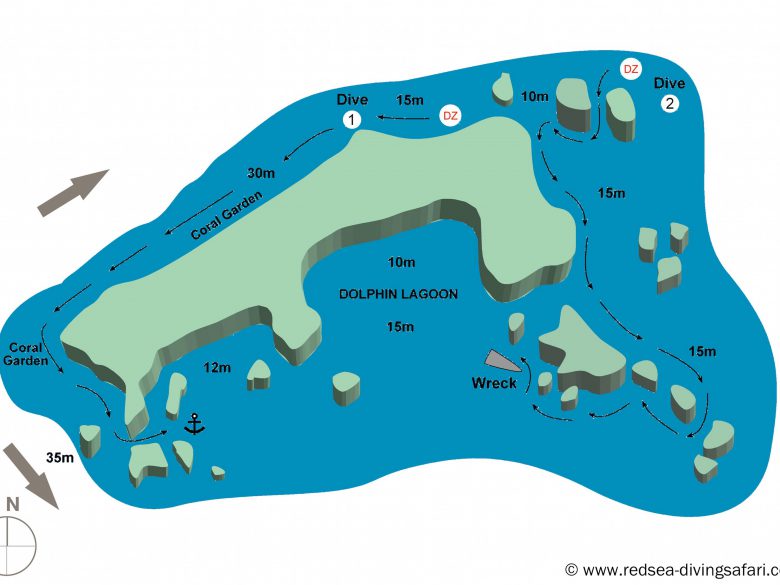 DZ
Dive
2
10m
Dive
1
15m
DZ
30m
Coral Garden
15m
10m
DOLPHIN LAGOON
15m
Coral
Garden
12m
15m
Wreck
35m
N
© www.redsea-divingsafari.c